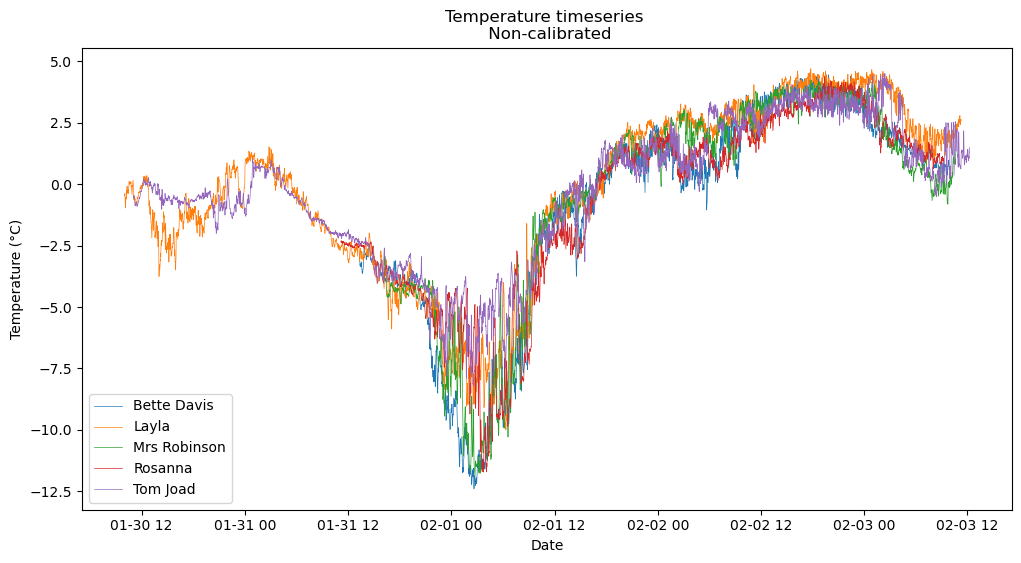 Temperature timeseries
Non-calibrated
Temperature (°C)
5.0
2.5
0.0
−2.5
−5.0
−7.5
−10.0
−12.5
Bette Davis
Layla
Mrs Robinson
Rosanna
Tom Joad
01-30 12
01-31 00
01-31 12
02-01 00
02-01 12
02-02 00
02-02 12
02-03 00
02-03 12
Date